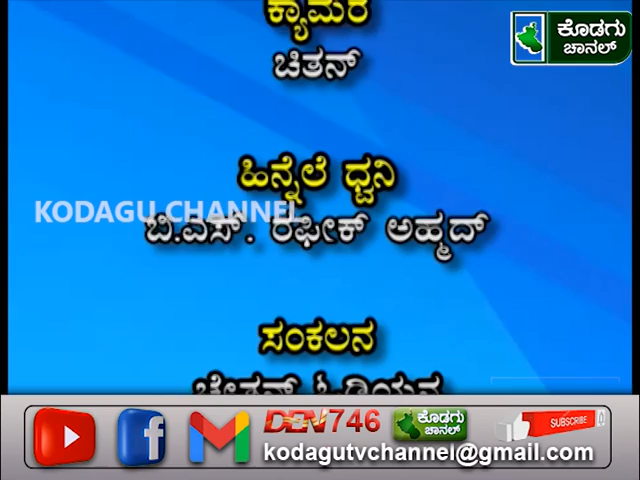 ಕ್ಯಾಮರ
ಚಿತನ್
ಕೊಡಗು
ಚಾನಲ್
ಹಿನ್ನೆಲೆ ಧ್ವನಿ
KODAGU CHANNEL
ಬಿ.ಎಸ್. ರಫೀಕ್ ಅಹ್ಮದ್
ಸಂಕಲನ
DEN746
ಕೊಡಗು
ಚಾನಲ್
SUBSCRIBE
kodagutvchannel@gmail.com